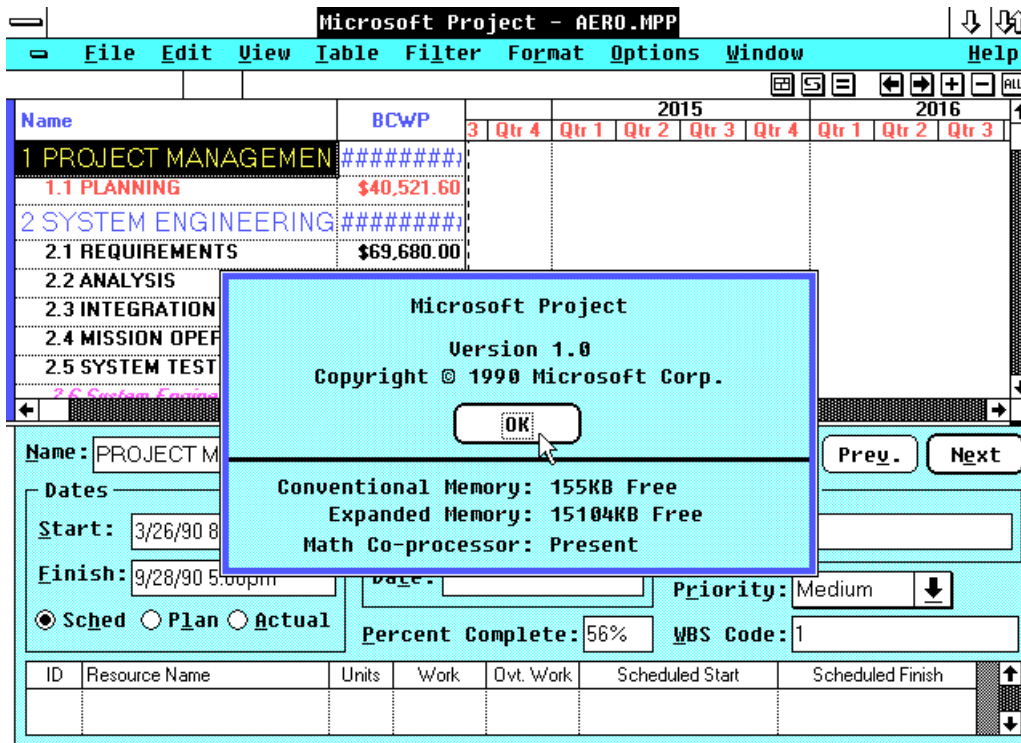 Microsoft Project - AERO.MPP
File Edit View Table Filter Format Options Window Help
ALL
Name BCWP 2015 2016
3 Qtr 4 Qtr 1 Qtr 2 Qtr 3 Qtr 4 Qtr 1 Qtr 2 Qtr 3
1 PROJECT MANAGEMEN ########
1.1 PLANNING $40,521.60
2 SYSTEM ENGINEERING ########
2.1 REQUIREMENTS $69,680.00
2.2 ANALYSIS
2.3 INTEGRATION
2.4 MISSION OPER
2.5 SYSTEM TEST
2.6 System Engine
Microsoft Project
Version 1.0
Copyright © 1990 Microsoft Corp.
OK
Conventional Memory: 155KB Free
Expanded Memory: 15104KB Free
Math Co-processor: Present
Name: PROJECT M Prev. Next
Dates
Start: 3/26/90 8
Finish: 9/28/90 5:00pm Date:
Priority: Medium
Sched Plan Actual
Percent Complete: 56% WBS Code: 1
ID Resource Name Units Work Ovt. Work Scheduled Start Scheduled Finish